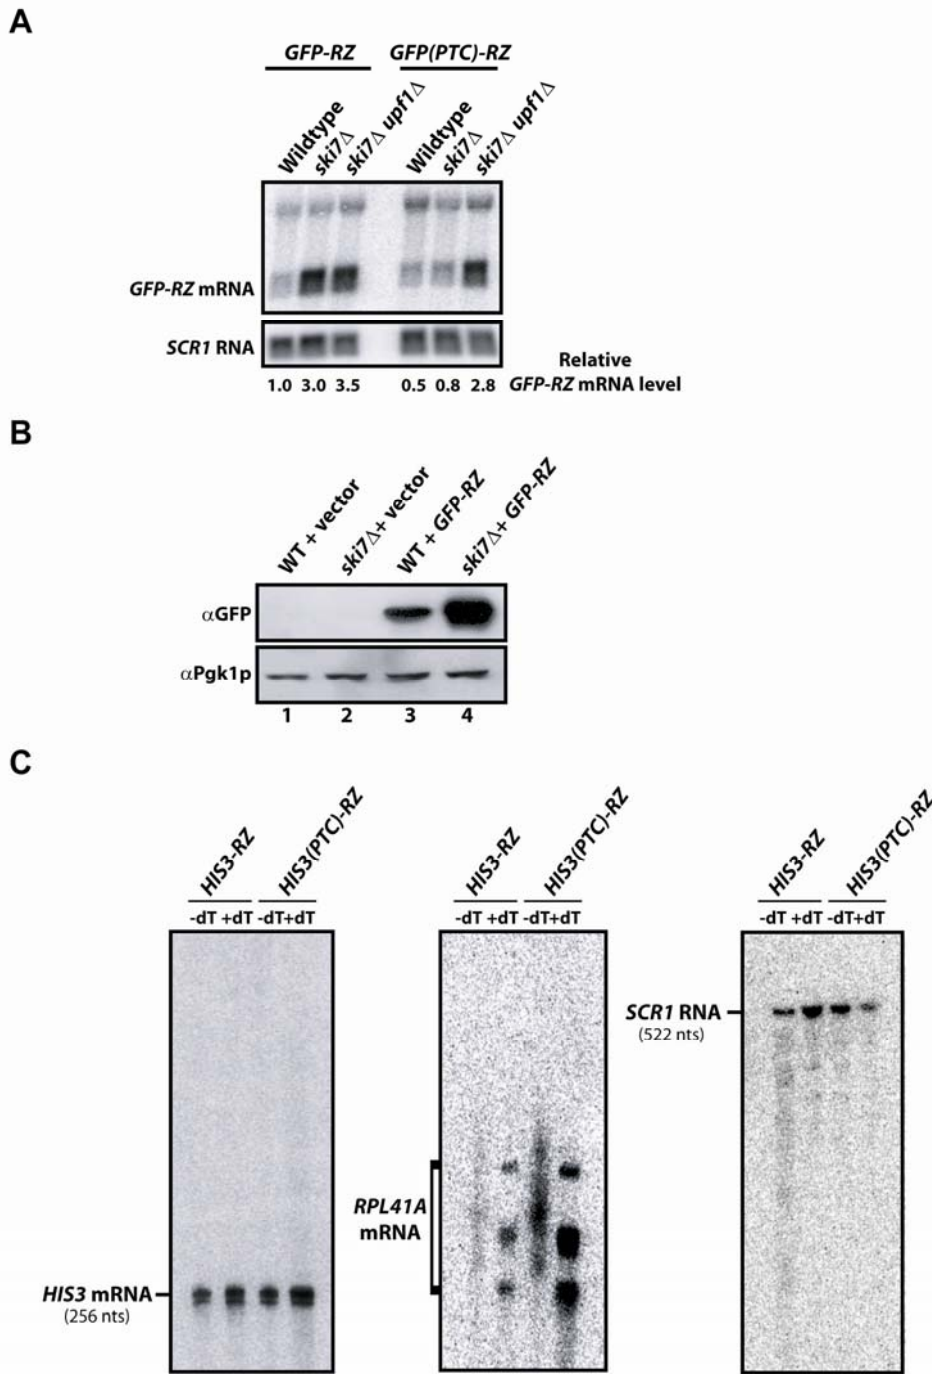 A
GFP-RZ GFP(PTC)-RZ
Wildtype ski7Δ ski7Δ upf1Δ Wildtype ski7Δ ski7Δ upf1Δ
GFP-RZ mRNA
SCR1 RNA
Relative
1.0 3.0 3.5 0.5 0.8 2.8 GFP-RZ mRNA level
B
WT + vector ski7Δ+ vector WT + GFP-RZ ski7Δ+ GFP-RZ
αGFP
αPgk1p
1 2 3 4
C
HIS3-RZ HIS3(PTC)-RZ HIS3-RZ HIS3(PTC)-RZ HIS3-RZ HIS3(PTC)-RZ
-dT +dT -dT+dT -dT +dT -dT+dT -dT +dT -dT+dT
SCR1 RNA
(522 nts)
RPL41A
mRNA
HIS3 mRNA
(256 nts)